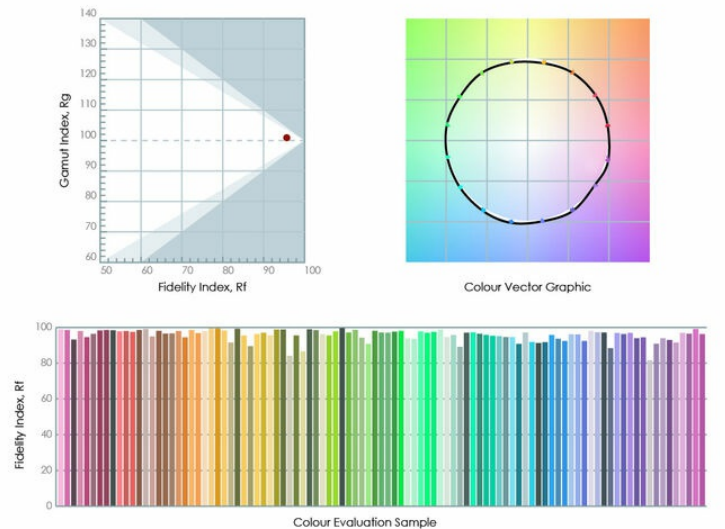 140
130
120
110
100
90
80
70
60
Gamut Index, Rg
50 60 70 80 90 100
Fidelity Index, Rf
Colour Vector Graphic
100
80
60
40
20
0
Fidelity Index, Rf
Colour Evaluation Sample